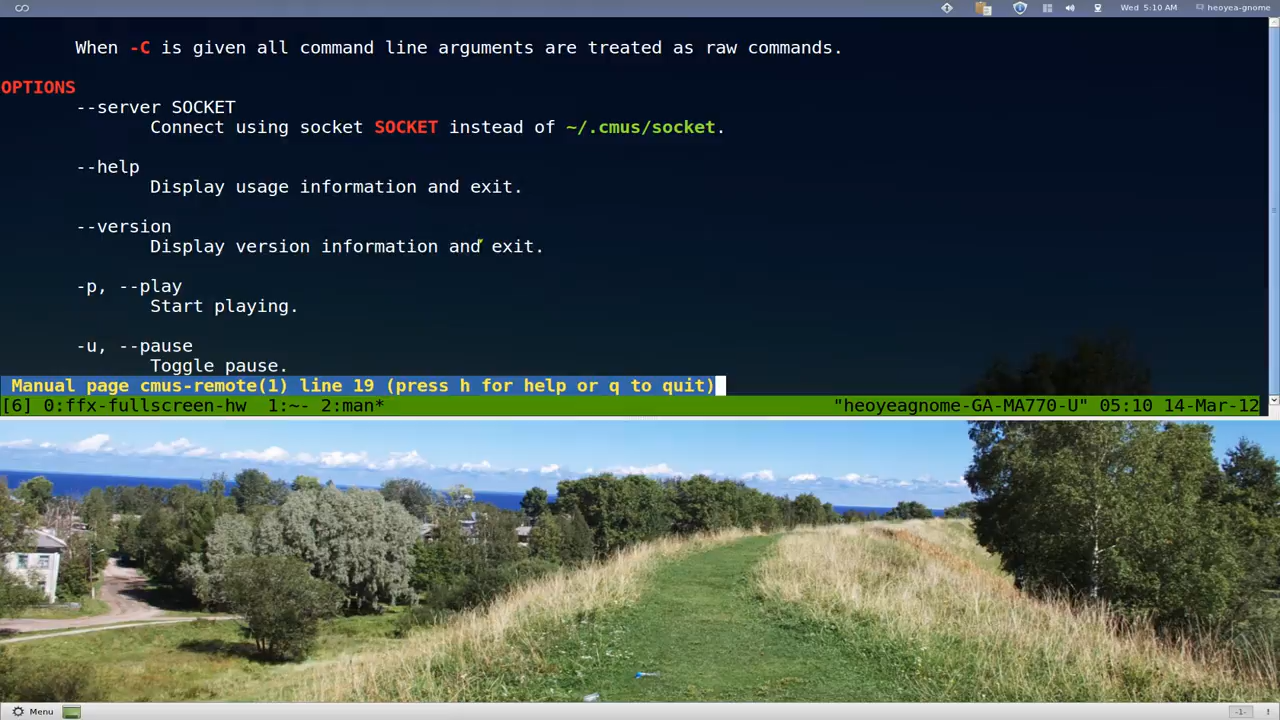 Wed 5:10 AM heoyea-gnome
When -C is given all command line arguments are treated as raw commands.
OPTIONS
--server SOCKET
Connect using socket SOCKET instead of ~/.cmus/socket.
--help
Display usage information and exit.
--version
Display version information and exit.
-p, --play
Start playing.
-u, --pause
Toggle pause.
Manual page cmus-remote(1) line 19 (press h for help or q to quit)
[6] 0:ffx-fullscreen-hw 1:~- 2:man* "heoyeagnome-GA-MA770-U" 05:10 14-Mar-12
Menu -1-